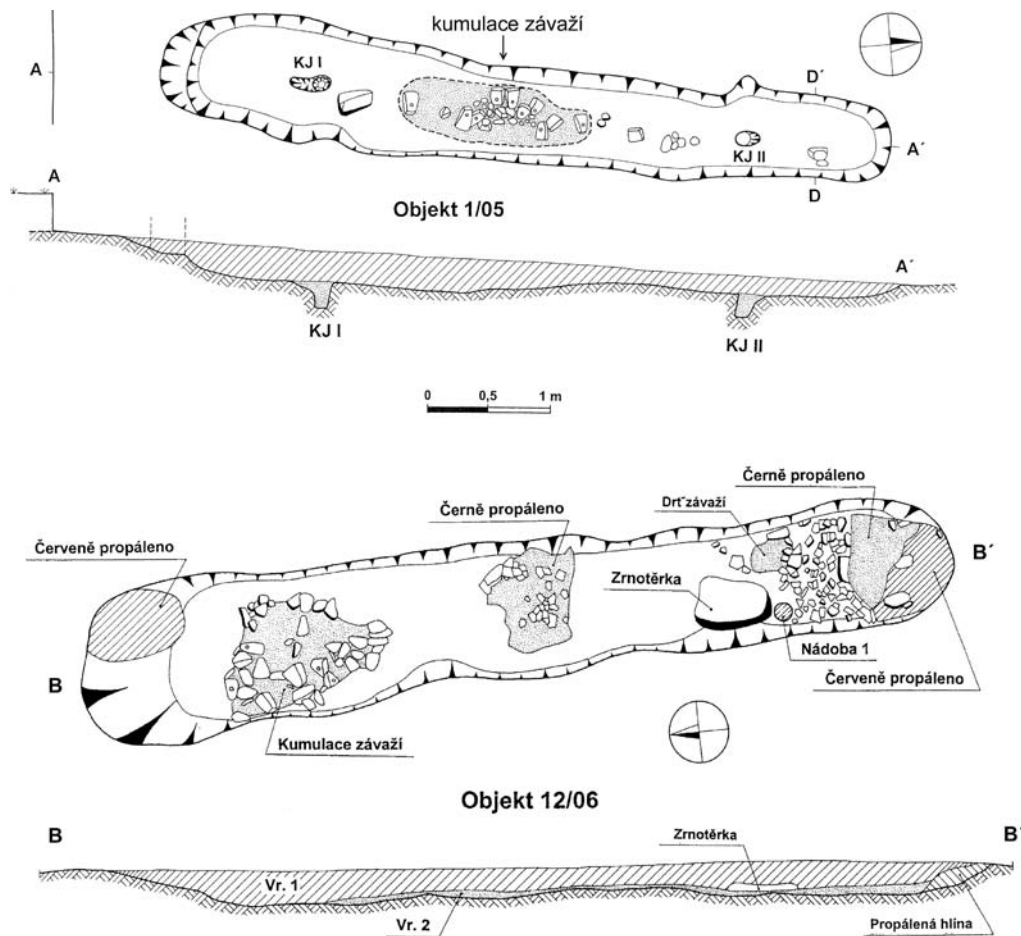 kumulace závaží
A
KJ I
D´
A´
KJ II
D
A
Objekt 1/05
A´
KJ I
KJ II
0 0,5 1 m
Černě propáleno
Černě propáleno
Drť závaží
Červeně propáleno
B´
Zrnotěrka
Nádoba 1
B
Červeně propáleno
Kumulace závaží
Objekt 12/06
B
B´
Zrnotěrka
Vr. 1
Vr. 2
Propálená hlína